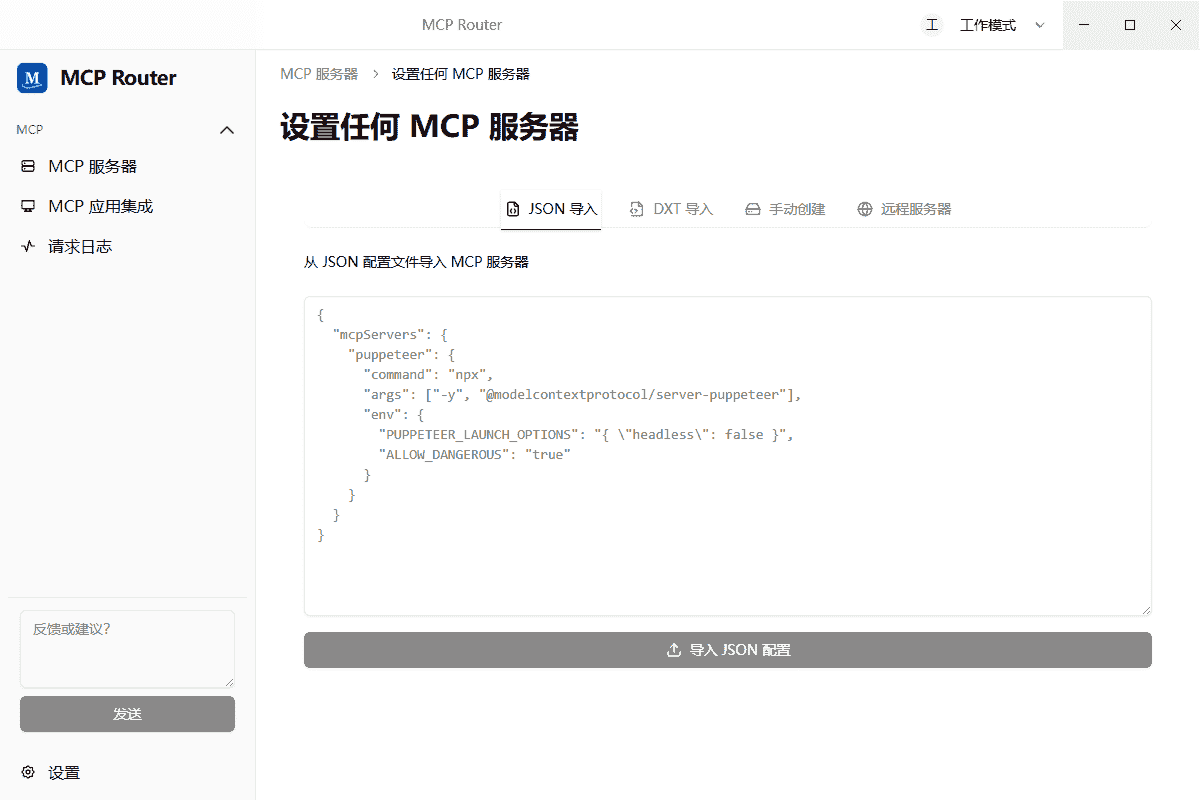 MCP Router
工 工作模式
MCP Router
MCP
MCP 服务器
MCP 应用集成
请求日志
反馈或建议?
发送
设置
MCP 服务器 > 设置任何 MCP 服务器
设置任何 MCP 服务器
JSON 导入 DXT 导入 手动创建 远程服务器
从 JSON 配置文件导入 MCP 服务器
{
  "mcpServers": {
    "puppeteer": {
      "command": "npx",
      "args": ["-y", "@modelcontextprotocol/server-puppeteer"],
      "env": {
        "PUPPETEER_LAUNCH_OPTIONS": "{ \"headless\": false }",
        "ALLOW_DANGEROUS": "true"
      }
    }
  }
}
导入 JSON 配置